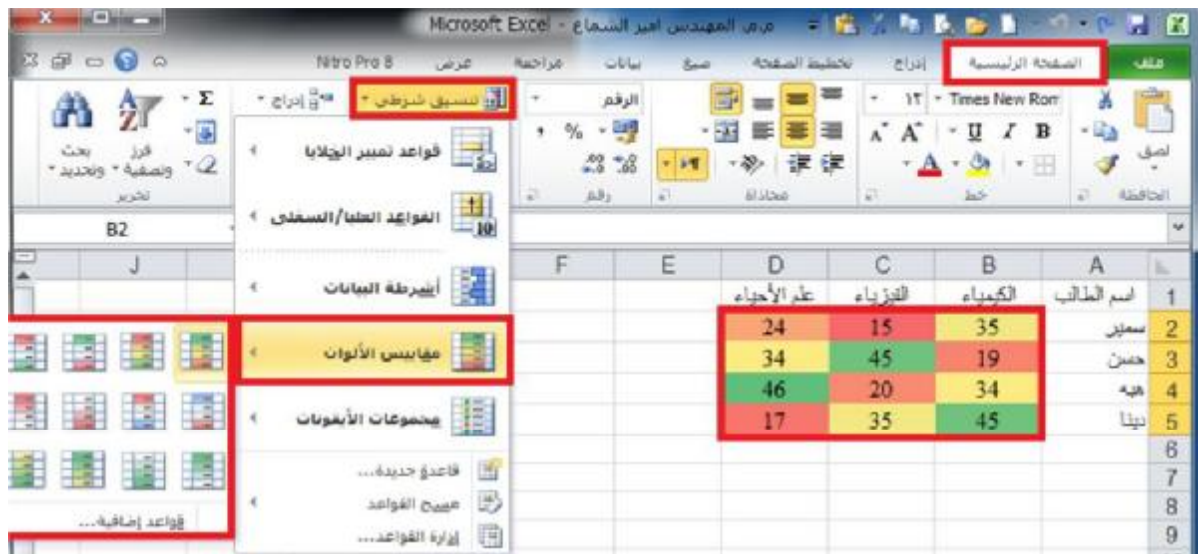 م.م. المهندس امير الشماع - Microsoft Excel
ملف الصفحة الرئيسية إدراج تخطيط الصفحة صيغ بيانات مراجعة عرض Nitro Pro 8
لصق
الحافظة
Times New Rom ١٢
B I U
خط
محاذاة
الرقم
%
رقم
تنسيق شرطي
إدراج
Σ
فرز وتصفية
بحث وتحديد
تحرير
B2
قواعد تمييز الخلايا
القواعد العليا/السفلى
أشرطة البيانات
مقاييس الألوان
مجموعات الأيقونات
قاعدة جديدة...
مسح القواعد
إدارة القواعد...
قواعد إضافية...
A B C D E F J
1 اسم الطالب الكيمياء الفيزياء علم الأحياء
2 سمير 35 15 24
3 حسن 19 45 34
4 هبه 34 20 46
5 دينا 45 35 17
6
7
8
9